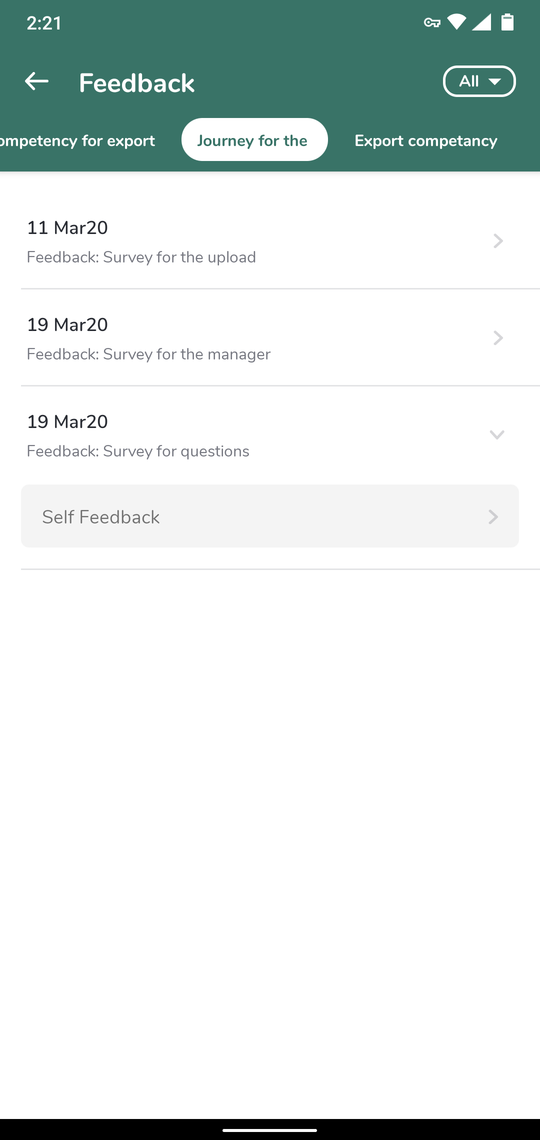 2:21
Feedback
All
ompetency for export
Journey for the
Export competancy
11 Mar20
Feedback: Survey for the upload
19 Mar20
Feedback: Survey for the manager
19 Mar20
Feedback: Survey for questions
Self Feedback